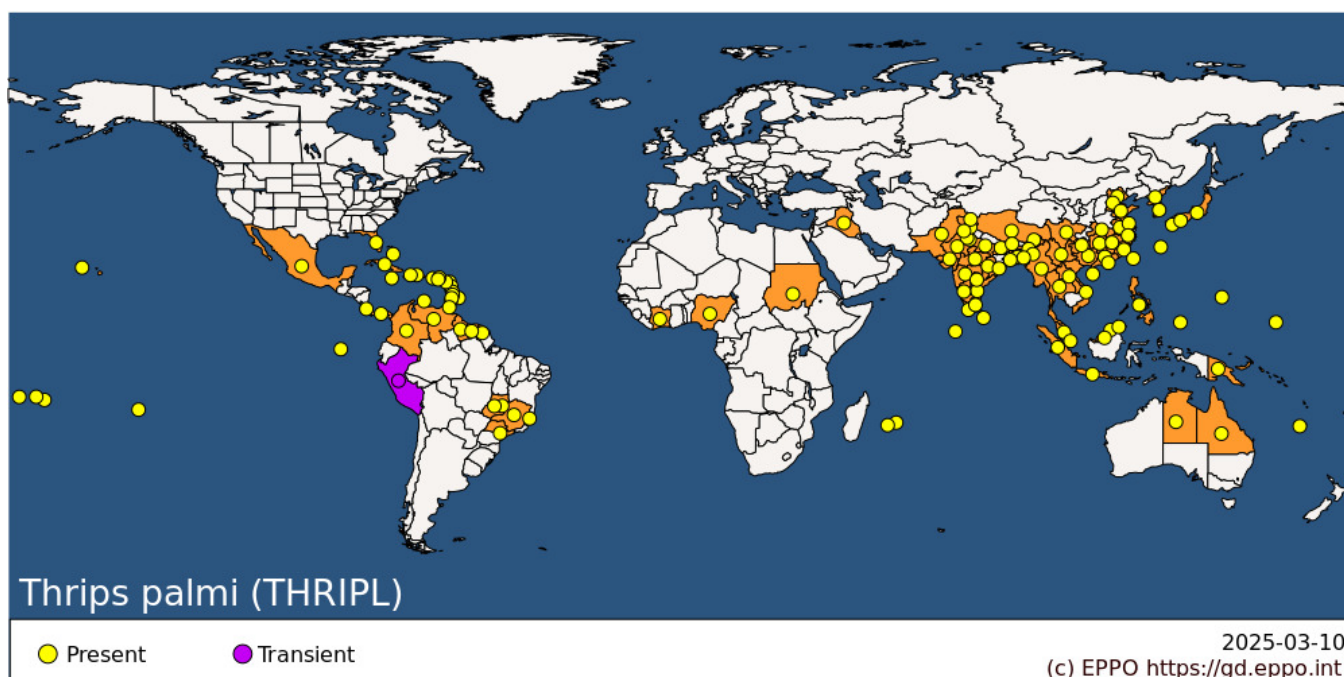 Thrips palmi (THRIPL)
Present
Transient
2025-03-10
(c) EPPO https://gd.eppo.int